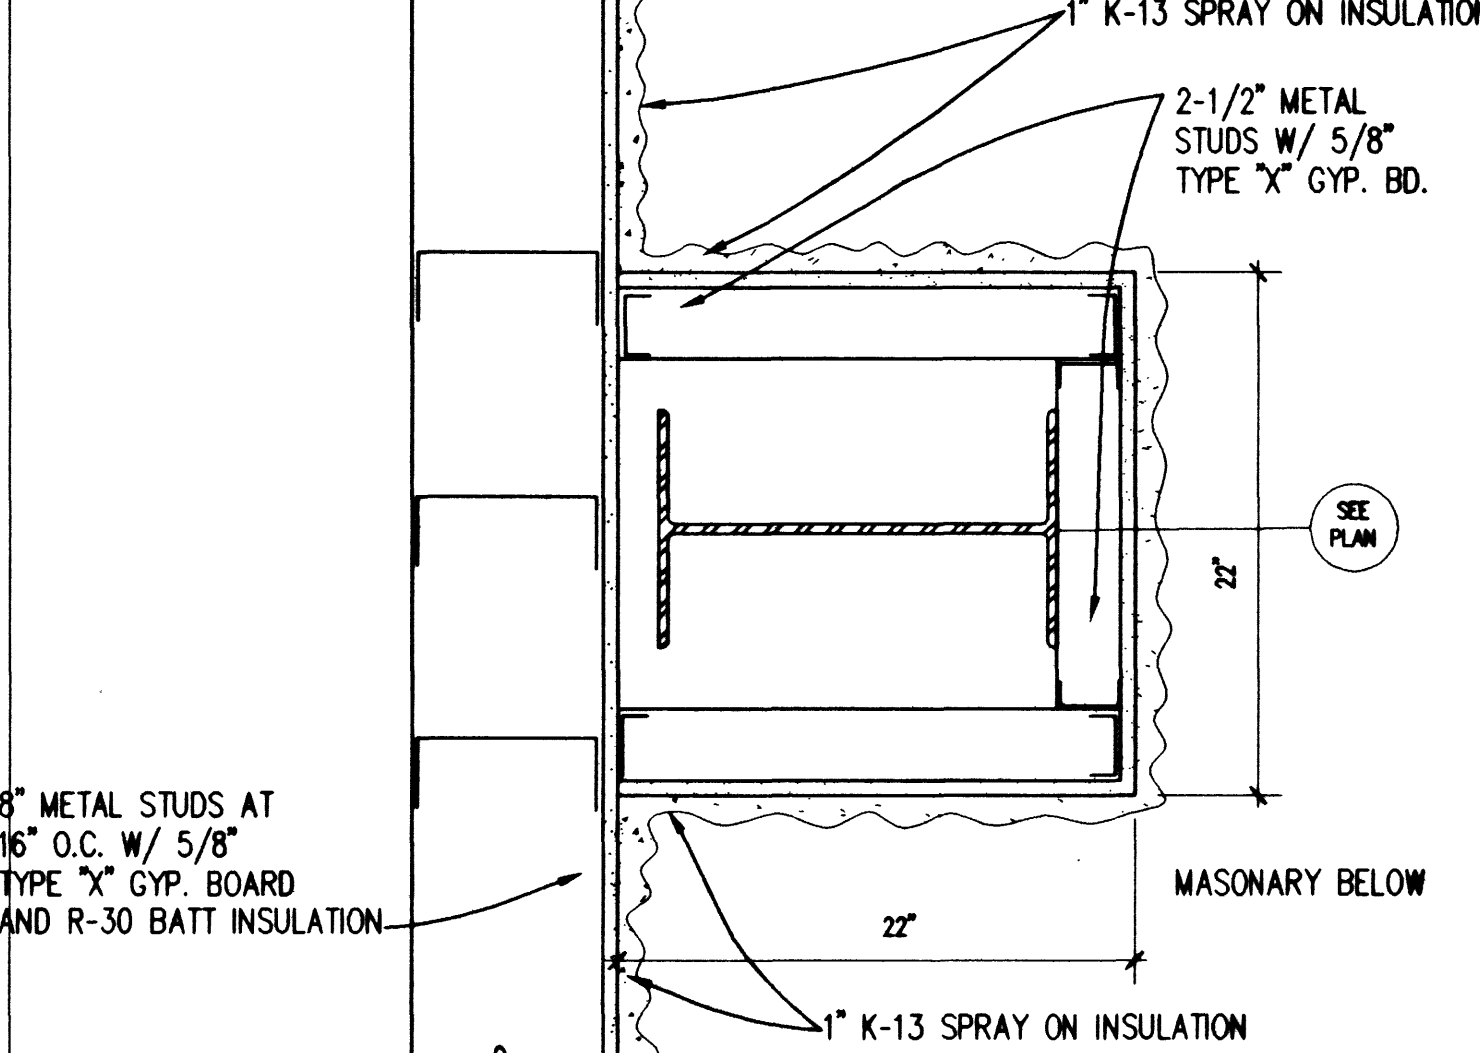 1" K-13 SPRAY ON INSULATION
2-1/2" METAL
STUDS W/ 5/8"
TYPE "X" GYP. BD.
SEE
PLAN
22"
8" METAL STUDS AT
16" O.C. W/ 5/8"
TYPE "X" GYP. BOARD
AND R-30 BATT INSULATION
MASONARY BELOW
22"
1" K-13 SPRAY ON INSULATION